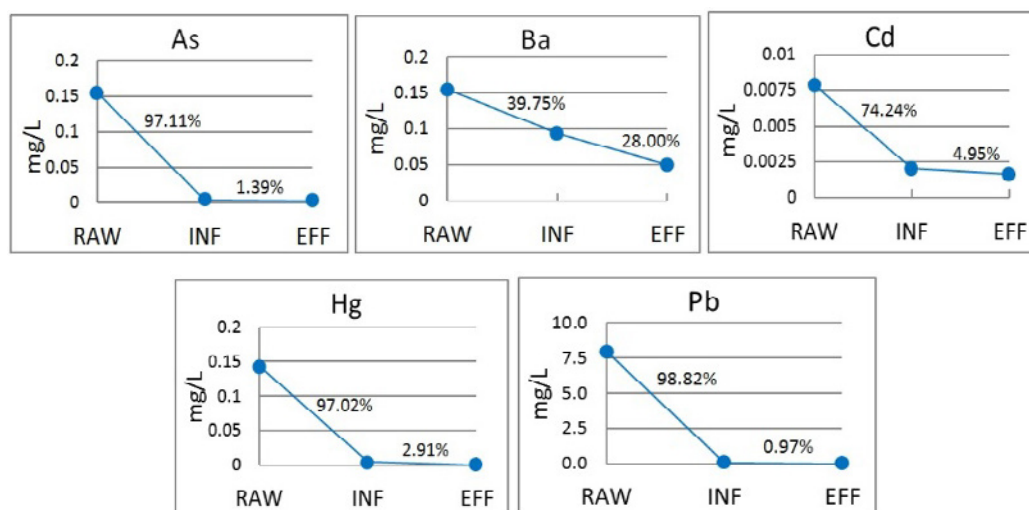 As
mg/L
0.2
0.15
0.1
0.05
0
97.11%
1.39%
RAW INF EFF
Ba
mg/L
0.2
0.15
0.1
0.05
0
39.75%
28.00%
RAW INF EFF
Cd
mg/L
0.01
0.0075
0.005
0.0025
0
74.24%
4.95%
RAW INF EFF
Hg
mg/L
0.2
0.15
0.1
0.05
0
97.02%
2.91%
RAW INF EFF
Pb
mg/L
10.0
7.5
5.0
2.5
0.0
98.82%
0.97%
RAW INF EFF